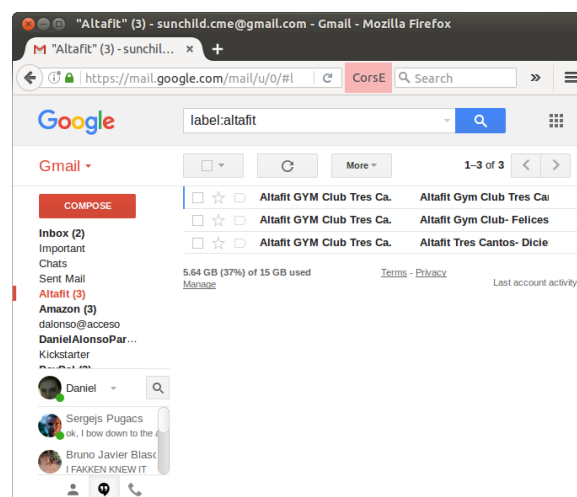 "Altafit" (3) - sunchild.cme@gmail.com - Gmail - Mozilla Firefox
"Altafit" (3) - sunchil... × +
https://mail.google.com/mail/u/0/#l CorsE Search »
Google label:altafit
Gmail More 1–3 of 3
COMPOSE
Altafit GYM Club Tres Ca. Altafit Gym Club Tres Ca
Altafit GYM Club Tres Ca. Altafit Gym Club- Felices
Altafit GYM Club Tres Ca. Altafit Tres Cantos- Dicie
Inbox (2)
Important
Chats
Sent Mail
Altafit (3)
Amazon (3)
dalonso@acceso
DanielAlonsoPar···
Kickstarter
5.64 GB (37%) of 15 GB used
Manage
Terms - Privacy
Last account activity
Daniel
Sergejs Pugacs
ok, I bow down to the a
Bruno Javier Blasc
I FAKKEN KNEW IT